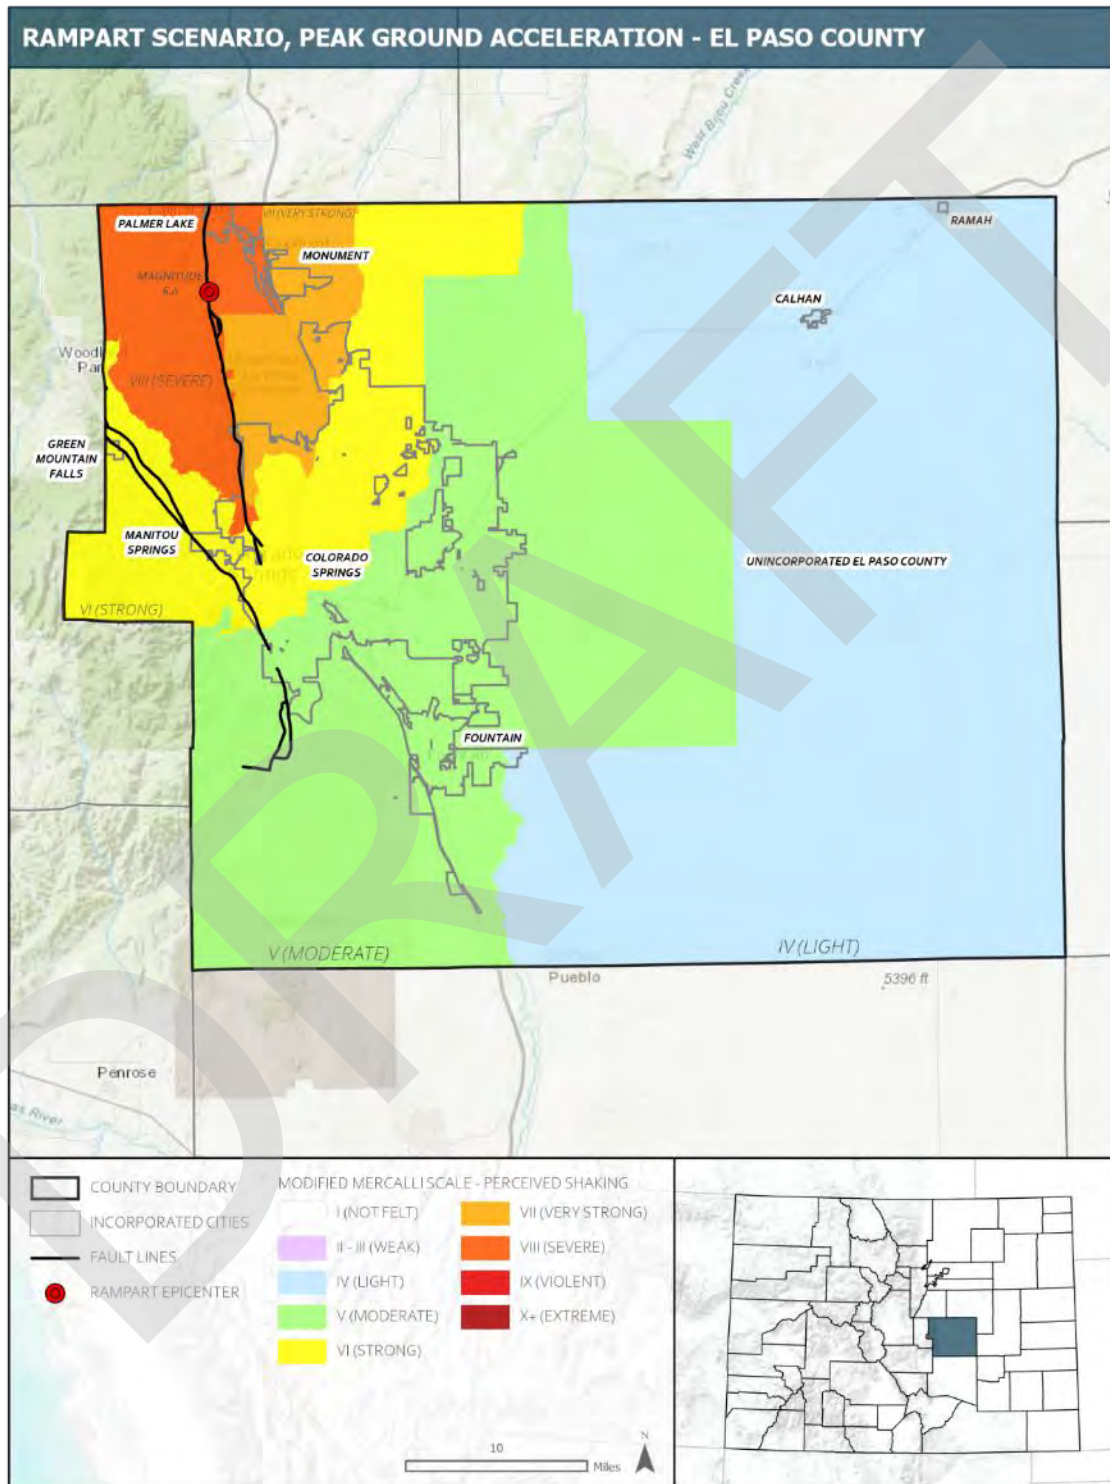 RAMPART SCENARIO, PEAK GROUND ACCELERATION - EL PASO COUNTY
West Bijou Creek
PALMER LAKE
VII (VERY STRONG)
RAMAH
MONUMENT
MAGNITUDE
CALHAN
VIII (SEVERE)
GREEN
MOUNTAIN
FALLS
MANITOU
SPRINGS
COLORADO
SPRINGS
UNINCORPORATED EL PASO COUNTY
VI (STRONG)
FOUNTAIN
V (MODERATE)
IV (LIGHT)
Pueblo
5396 ft
Penrose
River
COUNTY BOUNDARY
INCORPORATED CITIES
FAULT LINES
RAMPART EPICENTER
MODIFIED MERCALLI SCALE - PERCEIVED SHAKING
I (NOT FELT)
II - III (WEAK)
IV (LIGHT)
V (MODERATE)
VI (STRONG)
VII (VERY STRONG)
VIII (SEVERE)
IX (VIOLENT)
X+ (EXTREME)
10
Miles
N
DRAFT